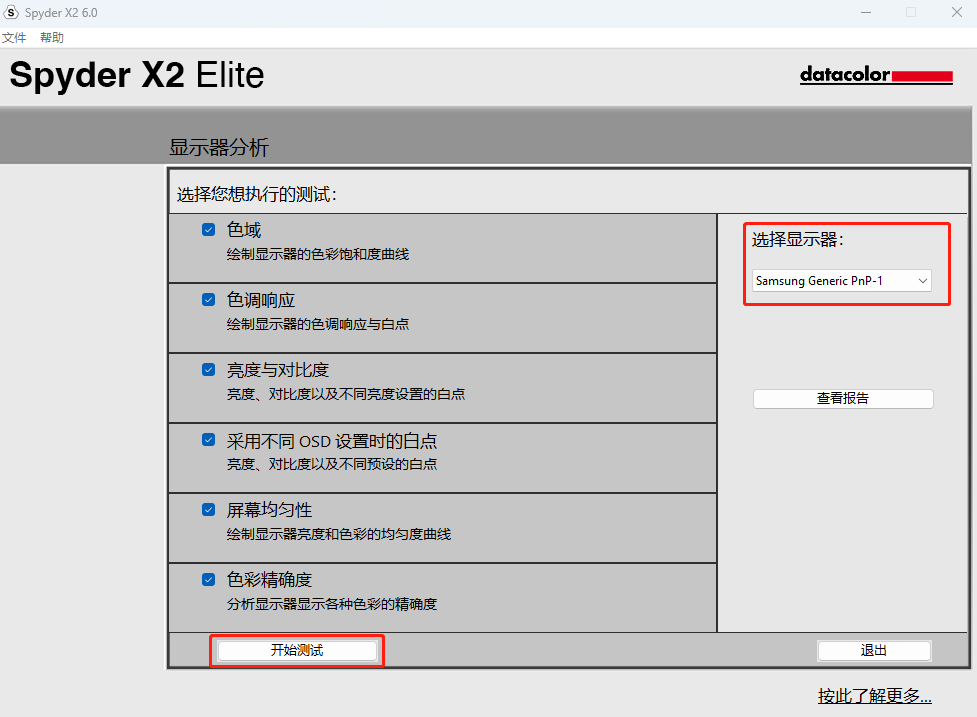 Spyder X2 6.0
文件 帮助
Spyder X2 Elite
datacolor
显示器分析
选择您想执行的测试：
色域
绘制显示器的色彩饱和度曲线
色调响应
绘制显示器的色调响应与白点
亮度与对比度
亮度、对比度以及不同亮度设置的白点
采用不同 OSD 设置时的白点
亮度、对比度以及不同预设的白点
屏幕均匀性
绘制显示器亮度和色彩的均匀度曲线
色彩精确度
分析显示器显示各种色彩的精确度
选择显示器：
Samsung Generic PnP-1
查看报告
开始测试
退出
按此了解更多...